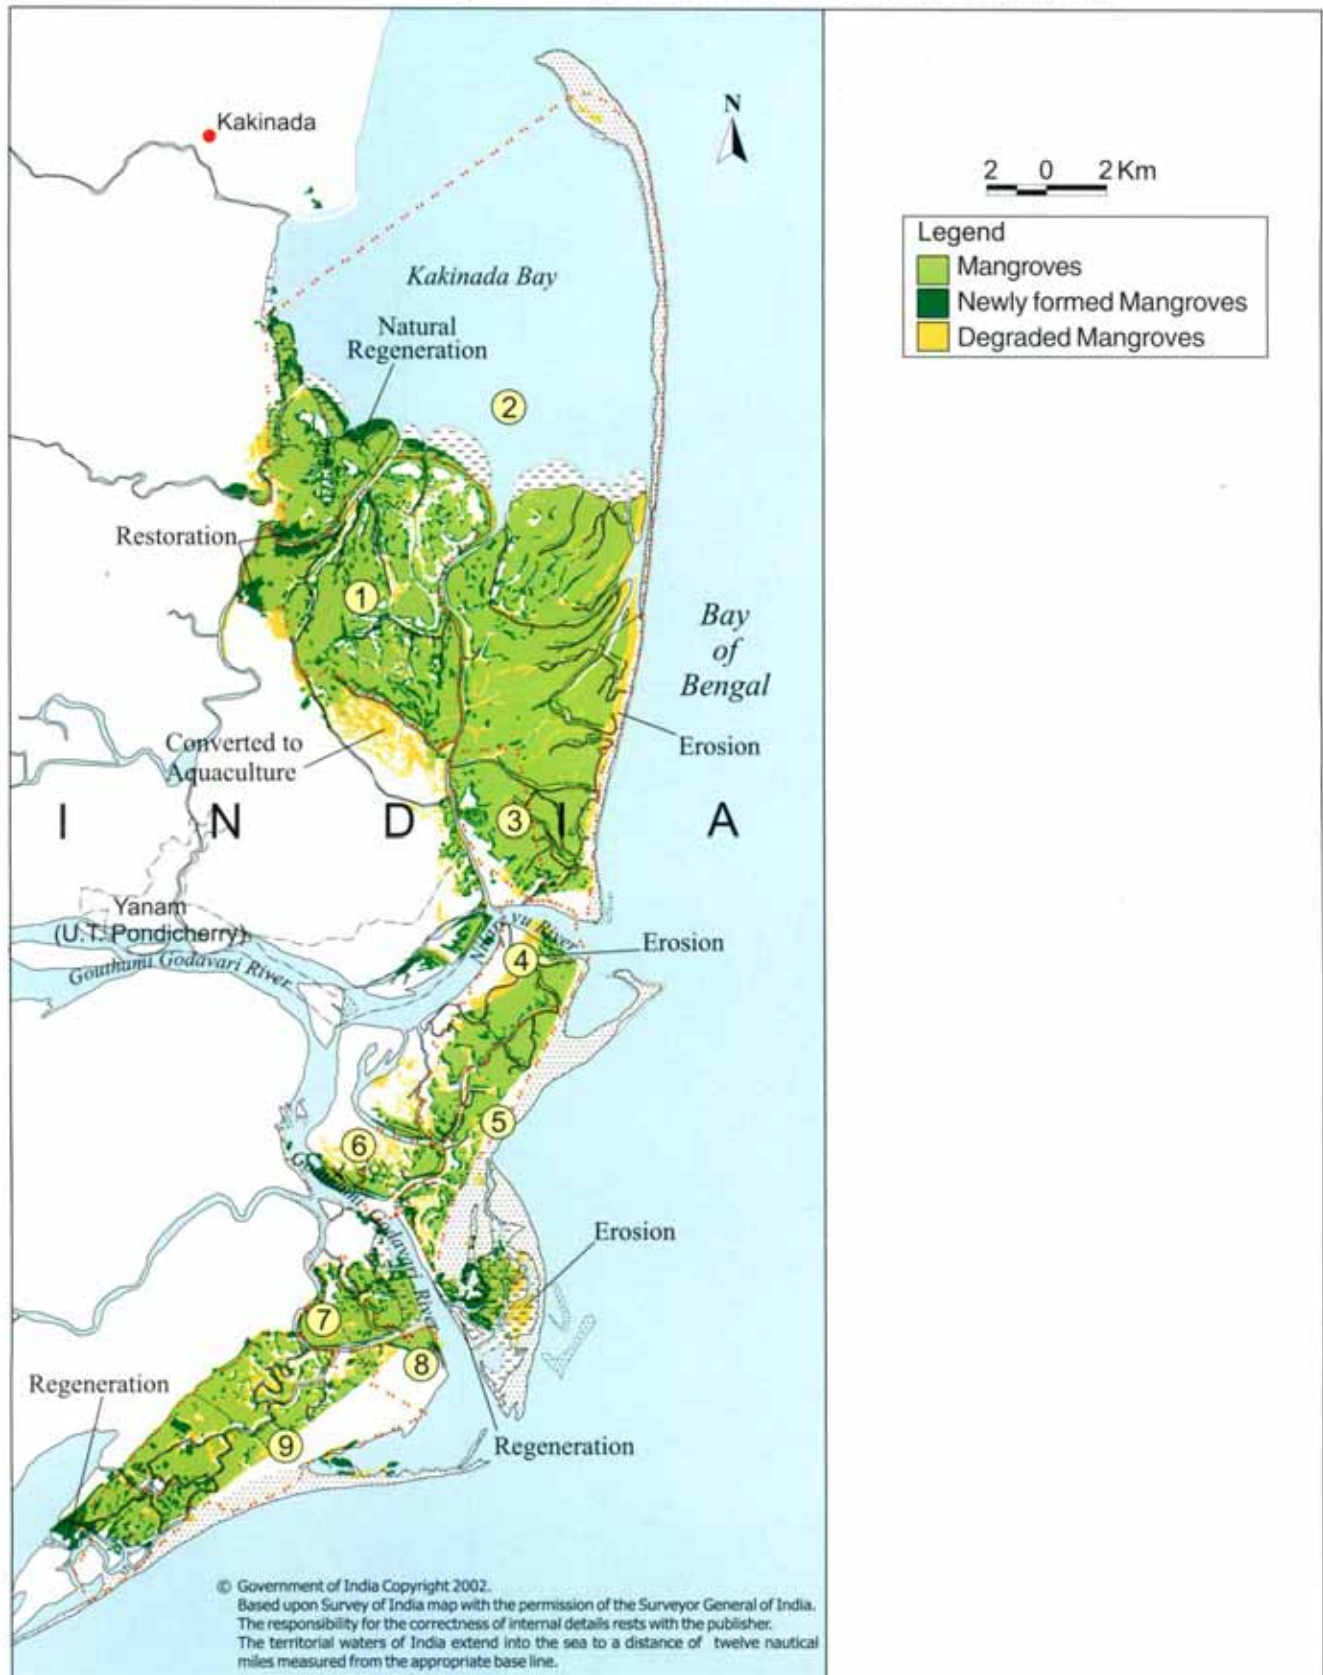 Kakinada
N
2 0 2 Km
Legend
Mangroves
Newly formed Mangroves
Degraded Mangroves
Kakinada Bay
Natural
Regeneration
2
Restoration
1
Bay
of
Bengal
Erosion
Converted to
Aquaculture
I N D I A
3
Yanam
(U.T. Pondicherry)
Gouthami Godavari River
River
4
Erosion
5
6
Godavari River
Erosion
7
8
Regeneration
9
Regeneration
© Government of India Copyright 2002.
Based upon Survey of India map with the permission of the Surveyor General of India.
The responsibility for the correctness of internal details rests with the publisher.
The territorial waters of India extend into the sea to a distance of twelve nautical
miles measured from the appropriate base line.